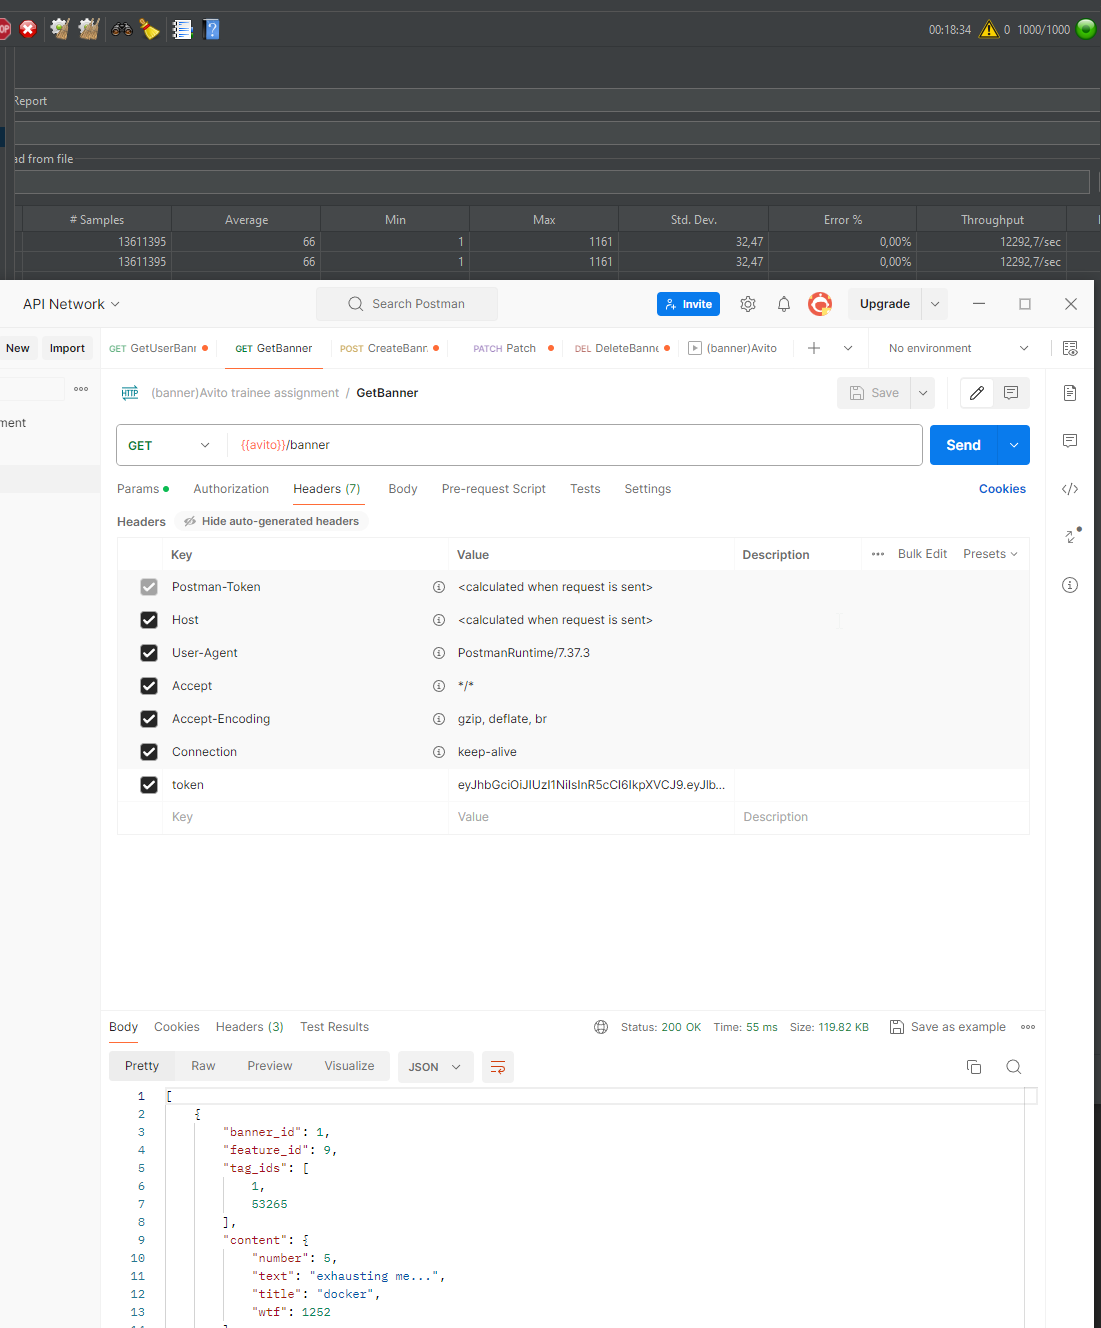 00:18:34 0 1000/1000
Report
ad from file
# Samples Average Min Max Std. Dev. Error % Throughput
13611395 66 1 1161 32,47 0,00% 12292,7/sec
13611395 66 1 1161 32,47 0,00% 12292,7/sec
API Network Search Postman Invite Upgrade
New Import GET GetUserBanr GET GetBanner POST CreateBann PATCH Patch DEL DeleteBanne (banner)Avito No environment
(banner)Avito trainee assignment / GetBanner Save
ment
GET {{avito}}/banner Send
Params Authorization Headers (7) Body Pre-request Script Tests Settings Cookies
Headers Hide auto-generated headers
Key Value Description Bulk Edit Presets
Postman-Token <calculated when request is sent>
Host <calculated when request is sent>
User-Agent PostmanRuntime/7.37.3
Accept */*
Accept-Encoding gzip, deflate, br
Connection keep-alive
token eyJhbGciOiJIUzI1NiIsInR5cCI6IkpXVCJ9.eyJlb...
Key Value Description
Body Cookies Headers (3) Test Results Status: 200 OK Time: 55 ms Size: 119.82 KB Save as example
Pretty Raw Preview Visualize JSON
1 [
2 {
3 "banner_id": 1,
4 "feature_id": 9,
5 "tag_ids": [
6 1,
7 53265
8 ],
9 "content": {
10 "number": 5,
11 "text": "exhausting me...",
12 "title": "docker",
13 "wtf": 1252